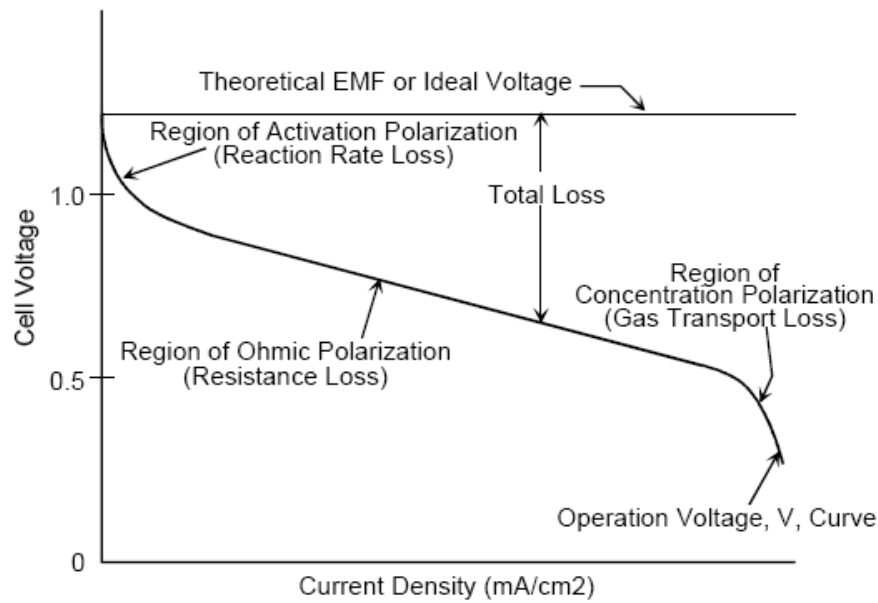 Theoretical EMF or Ideal Voltage
Region of Activation Polarization
(Reaction Rate Loss)
Total Loss
1.0
Cell Voltage
Region of
Concentration Polarization
(Gas Transport Loss)
Region of Ohmic Polarization
(Resistance Loss)
0.5
Operation Voltage, V, Curve
0
Current Density (mA/cm2)